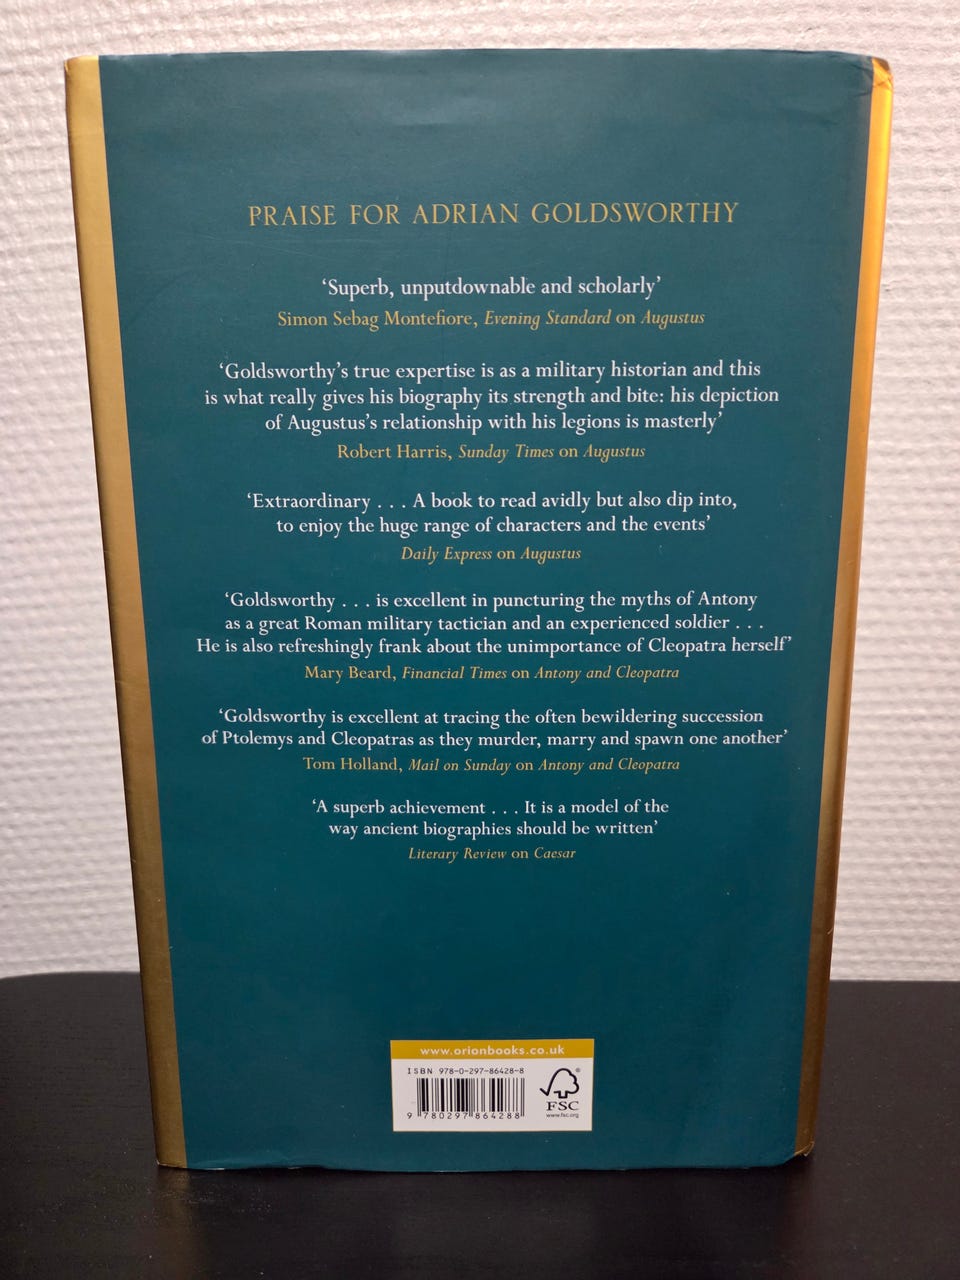 PRAISE FOR ADRIAN GOLDSWORTHY
‘Superb, unputdownable and scholarly’
Simon Sebag Montefiore, Evening Standard on Augustus
‘Goldsworthy’s true expertise is as a military historian and this
is what really gives his biography its strength and bite: his depiction
of Augustus’s relationship with his legions is masterly’
Robert Harris, Sunday Times on Augustus
‘Extraordinary . . . A book to read avidly but also dip into,
to enjoy the huge range of characters and the events’
Daily Express on Augustus
‘Goldsworthy . . . is excellent in puncturing the myths of Antony
as a great Roman military tactician and an experienced soldier . . .
He is also refreshingly frank about the unimportance of Cleopatra herself’
Mary Beard, Financial Times on Antony and Cleopatra
‘Goldsworthy is excellent at tracing the often bewildering succession
of Ptolemys and Cleopatras as they murder, marry and spawn one another’
Tom Holland, Mail on Sunday on Antony and Cleopatra
‘A superb achievement . . . It is a model of the
way ancient biographies should be written’
Literary Review on Caesar
www.orionbooks.co.uk
ISBN 978-0-297-86428-8
9 780297 864288
FSC
www.fsc.org